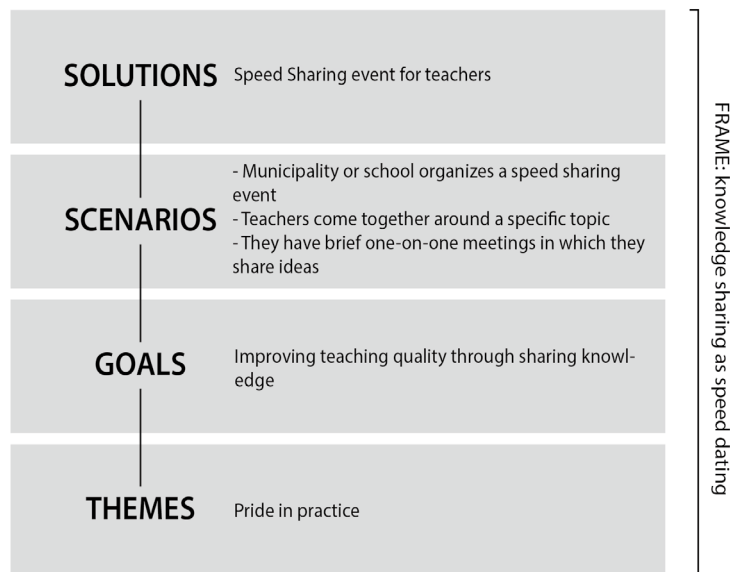 SOLUTIONS Speed Sharing event for teachers
- Municipality or school organizes a speed sharing
event
SCENARIOS - Teachers come together around a specific topic
- They have brief one-on-one meetings in which they
share ideas
GOALS Improving teaching quality through sharing knowl-
edge
THEMES Pride in practice
FRAME: knowledge sharing as speed dating